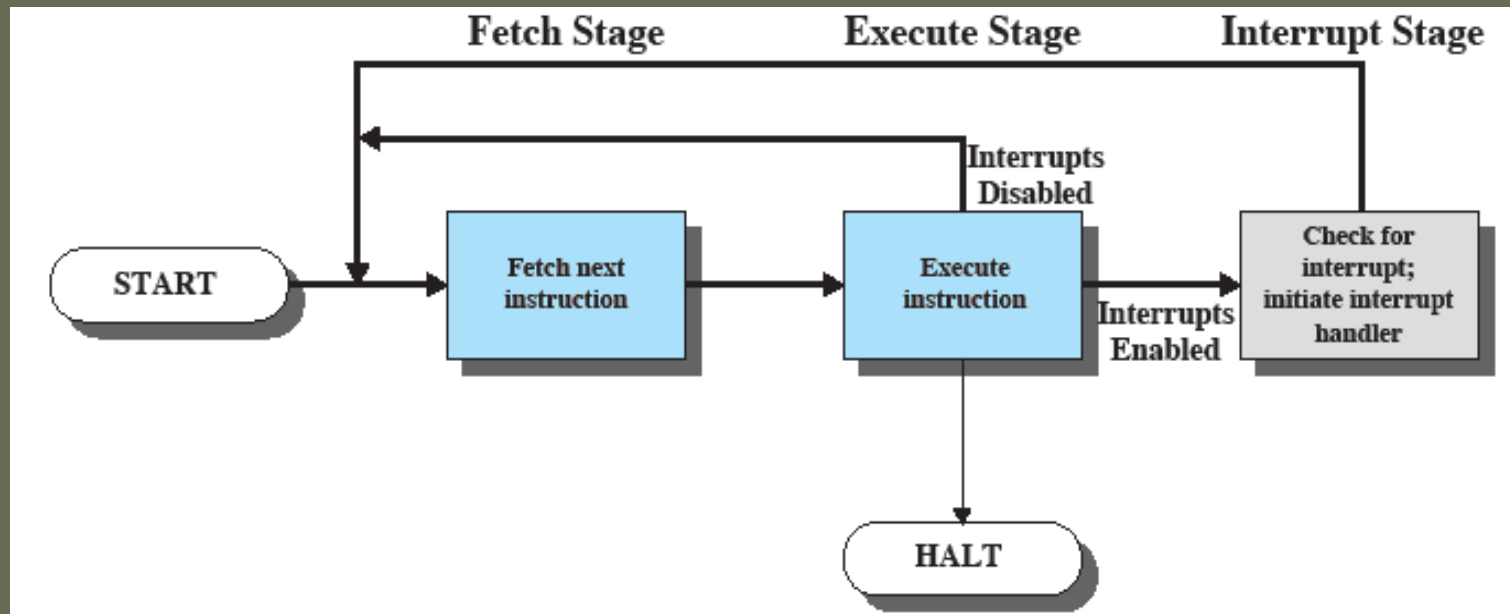 Fetch Stage
Execute Stage
Interrupt Stage
Interrupts
Disabled
START
Fetch next
instruction
Execute
instruction
Interrupts
Enabled
Check for
interrupt;
initiate interrupt
handler
HALT